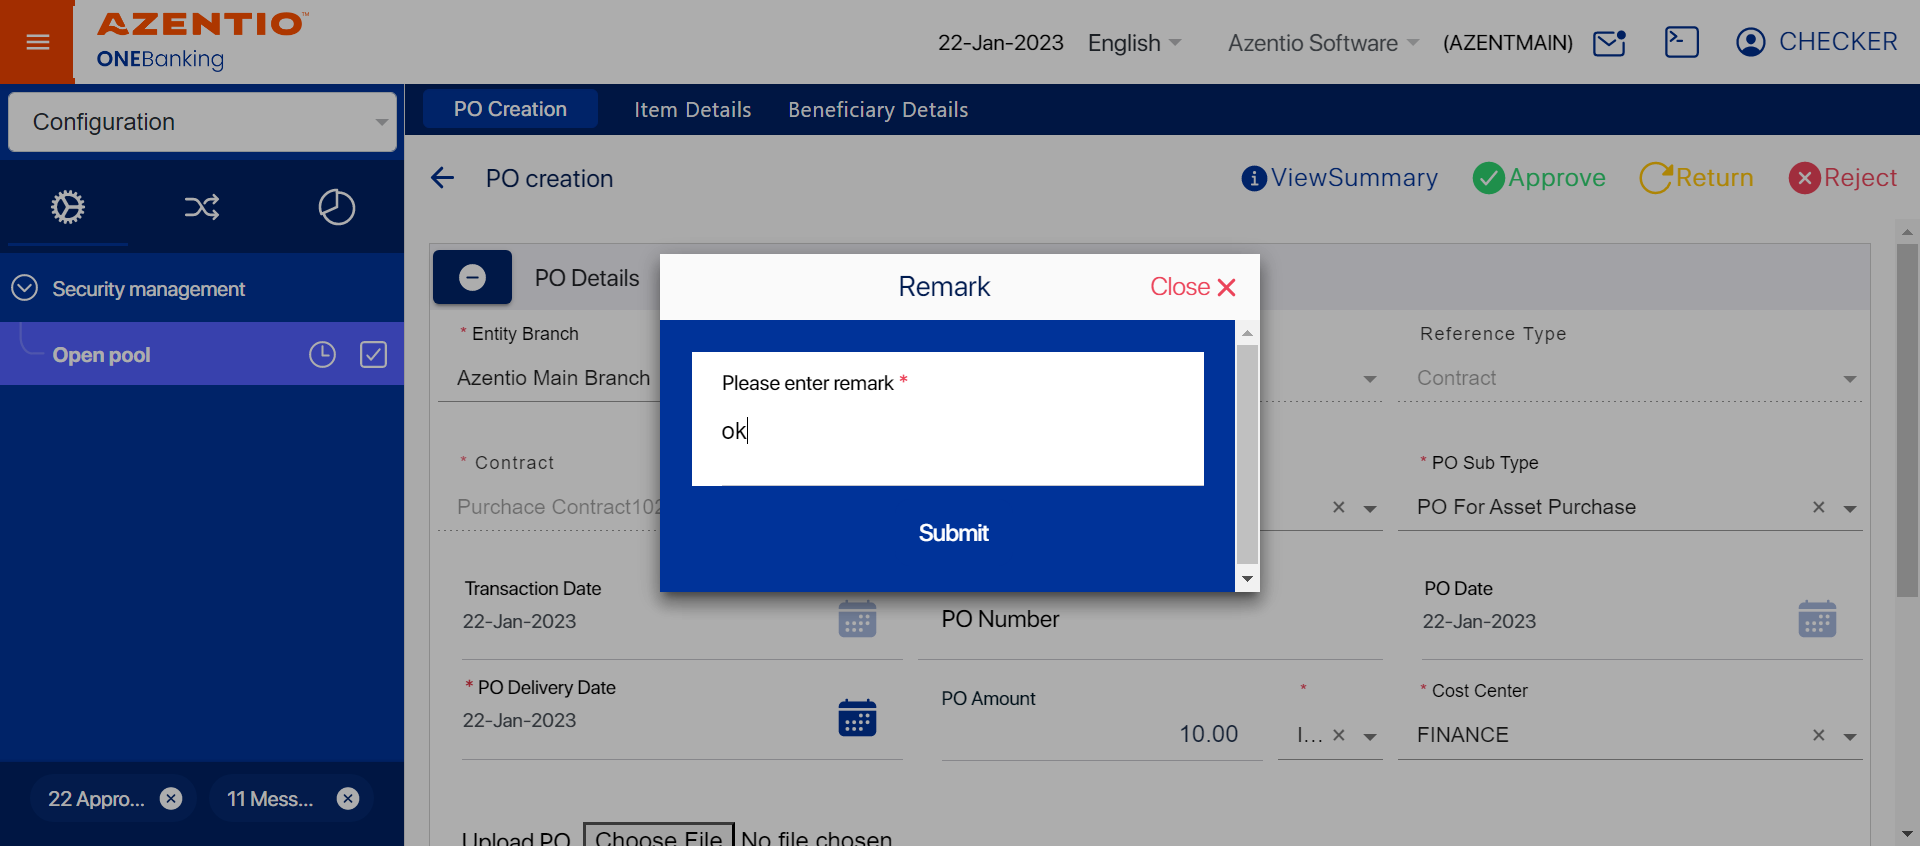 AZENTIO™
ONEBanking
22-Jan-2023
English
Azentio Software
(AZENTMAIN)
CHECKER
Configuration
PO Creation
Item Details
Beneficiary Details
PO creation
ViewSummary
Approve
Return
Reject
Security management
Open pool
22 Appro...
11 Mess...
PO Details
* Entity Branch
Azentio Main Branch
Reference Type
Contract
* Contract
Purchace Contract102
* PO Sub Type
PO For Asset Purchase
Remark
Close
Please enter remark *
ok
Submit
Transaction Date
22-Jan-2023
PO Number
PO Date
22-Jan-2023
* PO Delivery Date
22-Jan-2023
PO Amount
10.00
*
I...
* Cost Center
FINANCE
Upload PO
Choose File
No file chosen